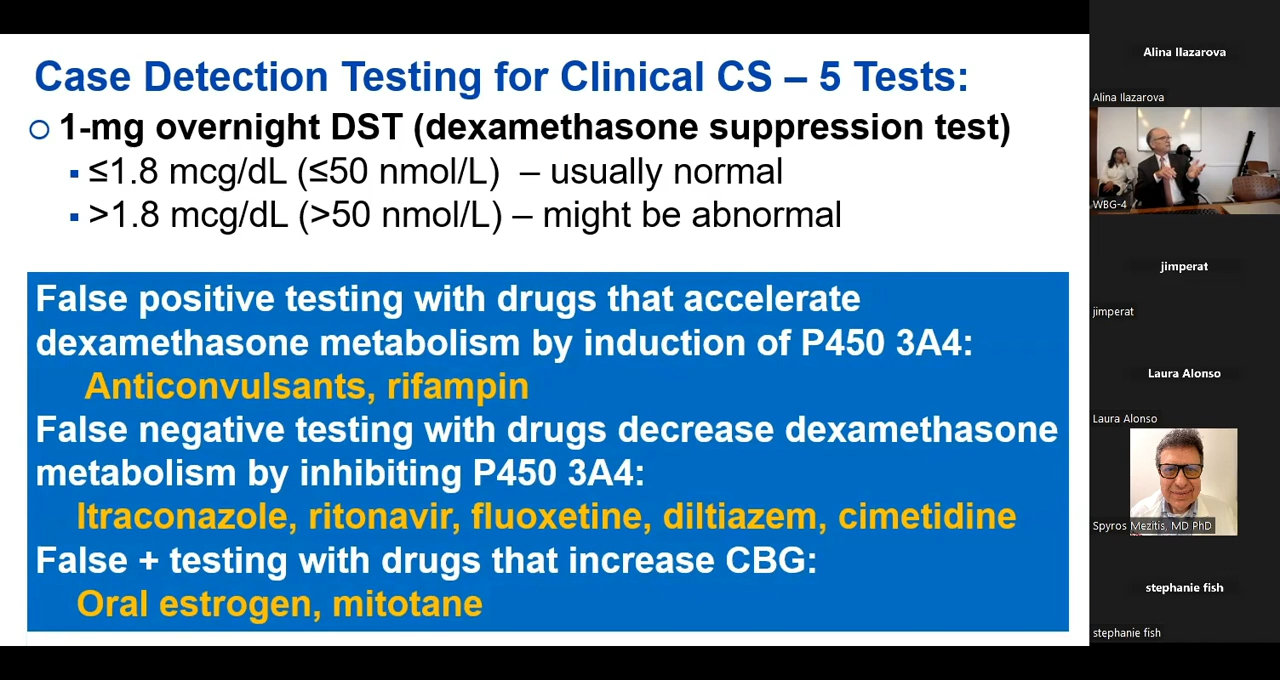 Case Detection Testing for Clinical CS – 5 Tests:
1-mg overnight DST (dexamethasone suppression test)
≤1.8 mcg/dL (≤50 nmol/L) – usually normal
>1.8 mcg/dL (>50 nmol/L) – might be abnormal
False positive testing with drugs that accelerate
dexamethasone metabolism by induction of P450 3A4:
Anticonvulsants, rifampin
False negative testing with drugs decrease dexamethasone
metabolism by inhibiting P450 3A4:
Itraconazole, ritonavir, fluoxetine, diltiazem, cimetidine
False + testing with drugs that increase CBG:
Oral estrogen, mitotane
Alina Ilazarova
Alina Ilazarova
WBG-4
jimperat
jimperat
Laura Alonso
Laura Alonso
Spyros Mezitis, MD PhD
stephanie fish
stephanie fish